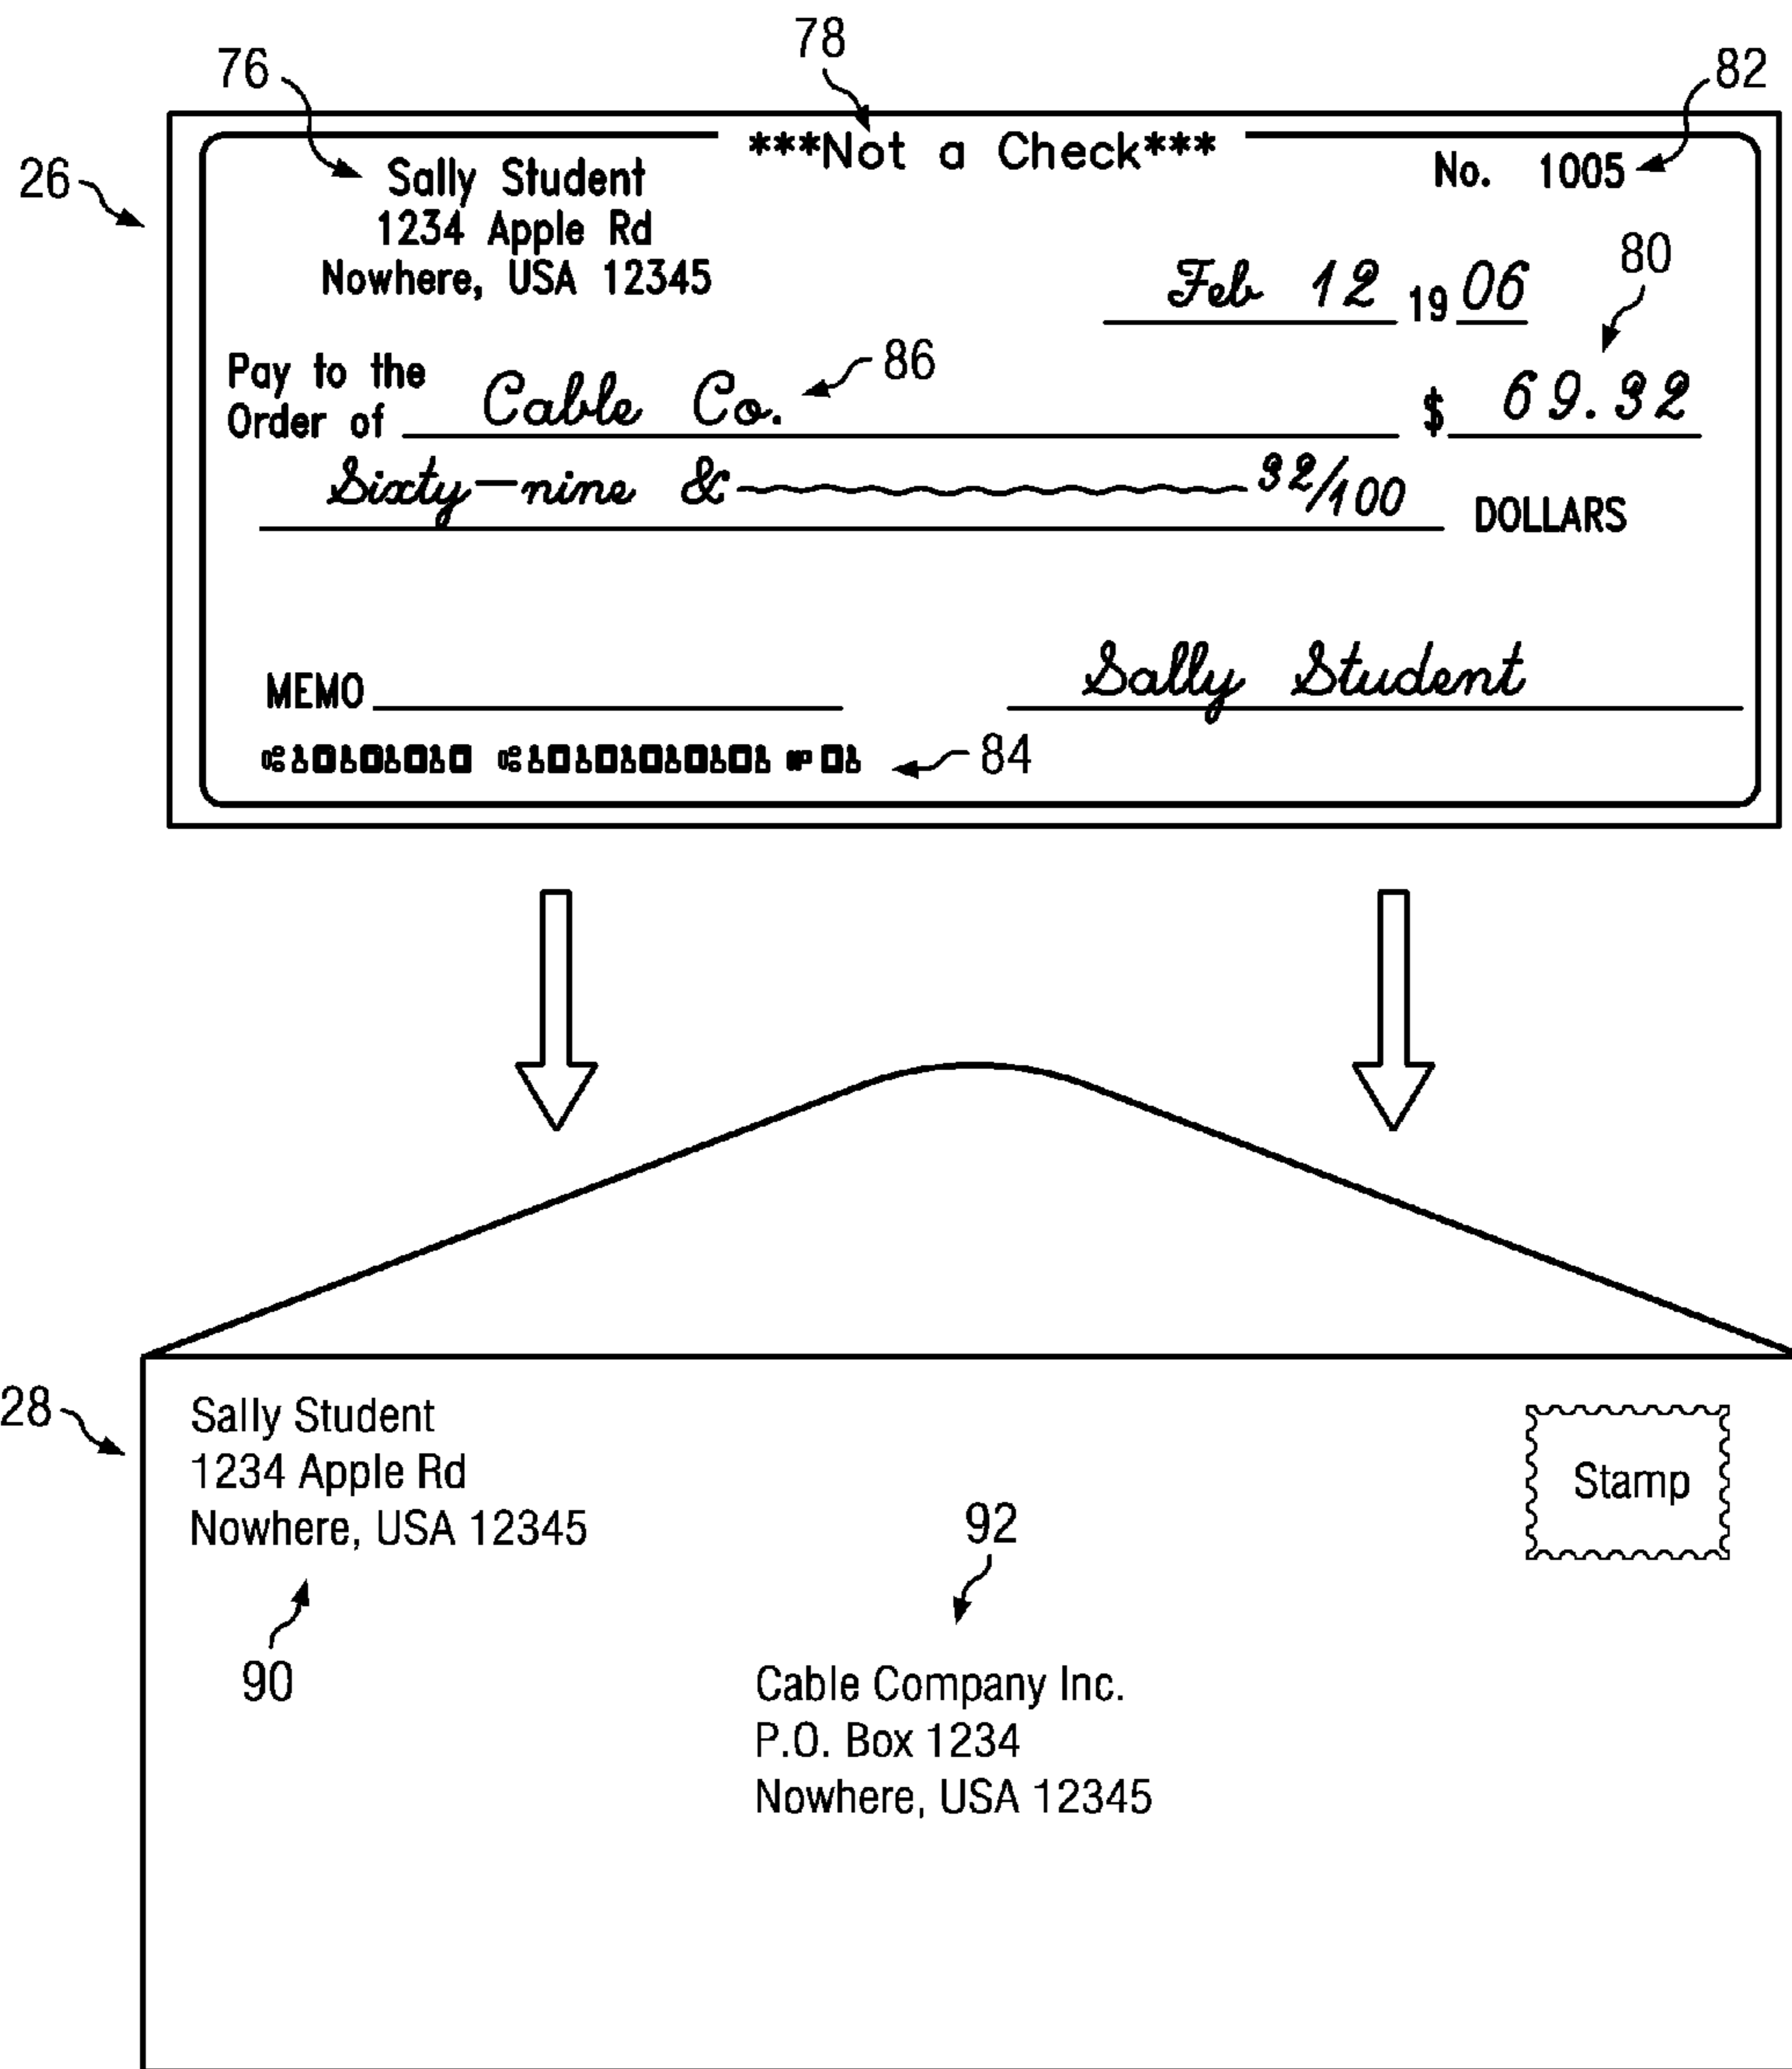 78
76
82
***Not a Check***
26
Sally Student
No. 1005
1234 Apple Rd
Nowhere, USA 12345
80
Feb 12 19 06
86
Pay to the
Order of Cable Co. $ 69.32
Sixty-nine & 32/100 DOLLARS
MEMO Sally Student
84
28
Sally Student
1234 Apple Rd
Nowhere, USA 12345
Stamp
92
90
Cable Company Inc.
P.O. Box 1234
Nowhere, USA 12345